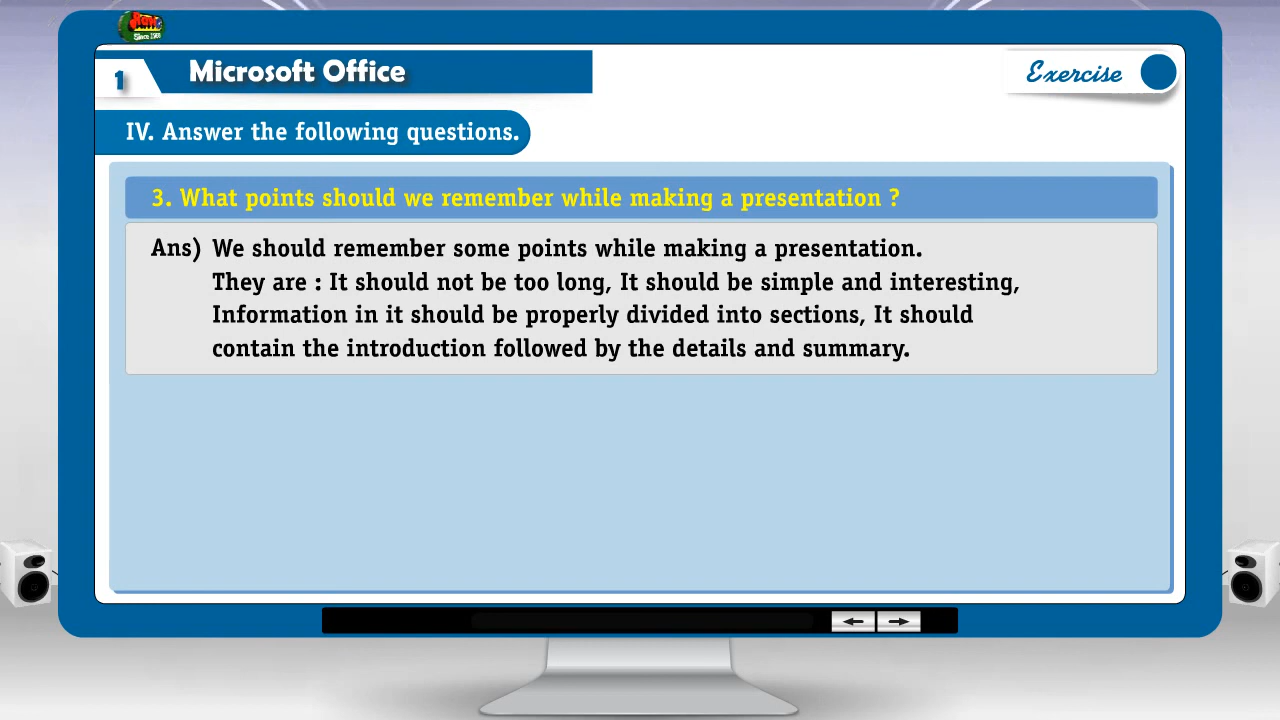 Since 1968
1
Microsoft Office
Exercise
IV. Answer the following questions.
3. What points should we remember while making a presentation ?
Ans) We should remember some points while making a presentation.
They are : It should not be too long, It should be simple and interesting,
Information in it should be properly divided into sections, It should
contain the introduction followed by the details and summary.